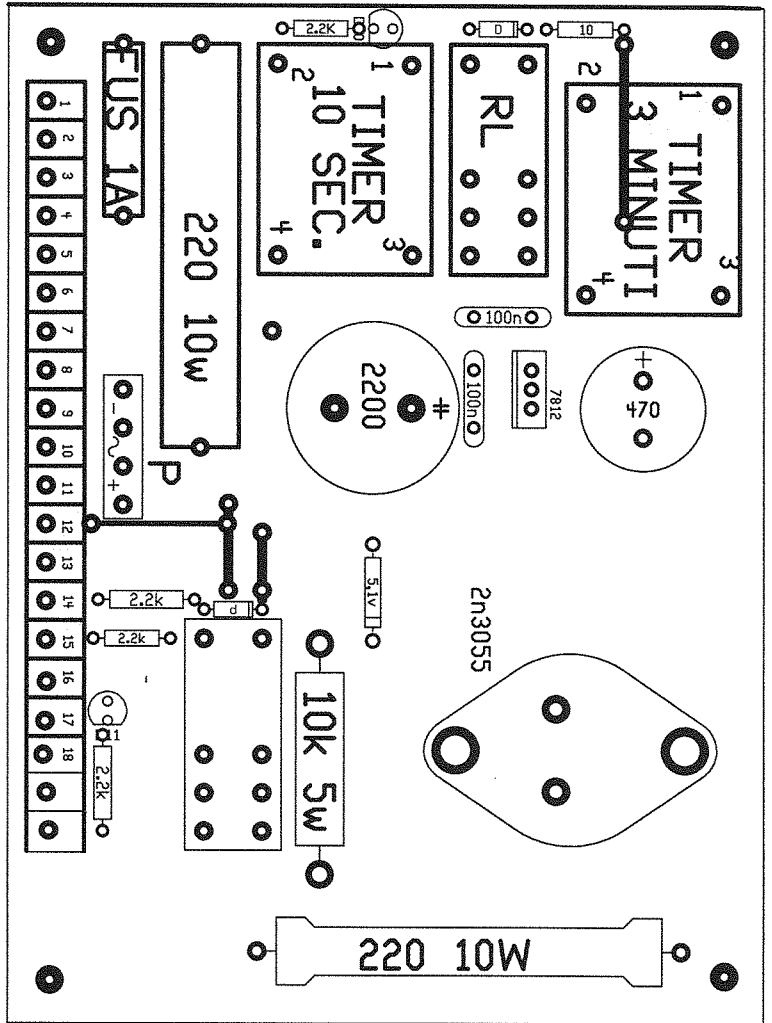 2.2K
D
10
FUS 1A
220 10w
2
1
TIMER
10 SEC.
4
3
RL
2
1
TIMER
3 MINUTI
4
3
1
2
3
4
5
6
7
8
9
10
11
12
13
14
15
16
17
18
100n
2200
+
100n
7812
+
470
-
~
+
P
5,1v
2.2k
d
2.2k
2n3055
10k 5w
2.2k
220 10W